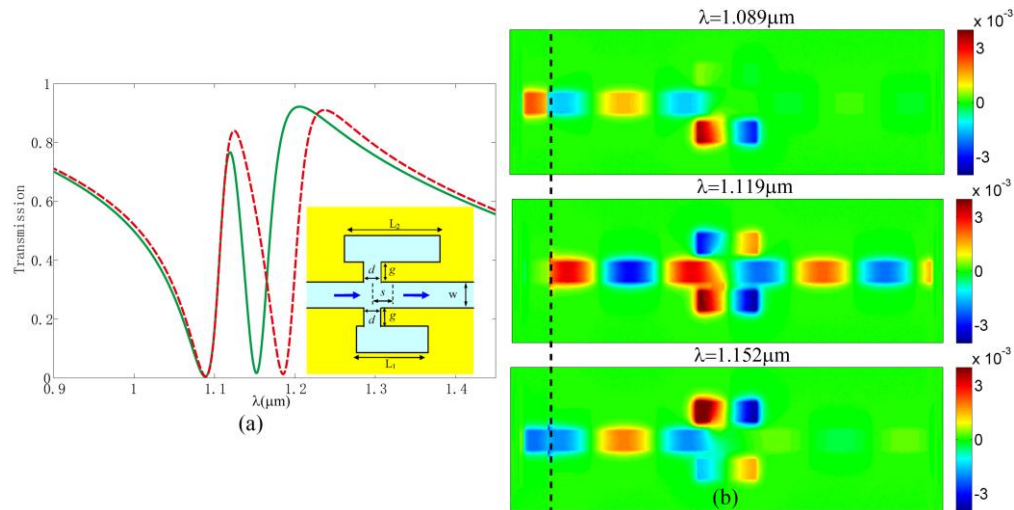 Transmission
1
0.8
0.6
0.4
0.2
0
0.9
1
1.1
1.2
1.3
1.4
λ(μm)
L₂
d
g
s
w
d
g
L₁
(a)
λ=1.089μm
x 10⁻³
3
0
-3
λ=1.119μm
x 10⁻³
3
0
-3
λ=1.152μm
x 10⁻³
3
0
-3
(b)